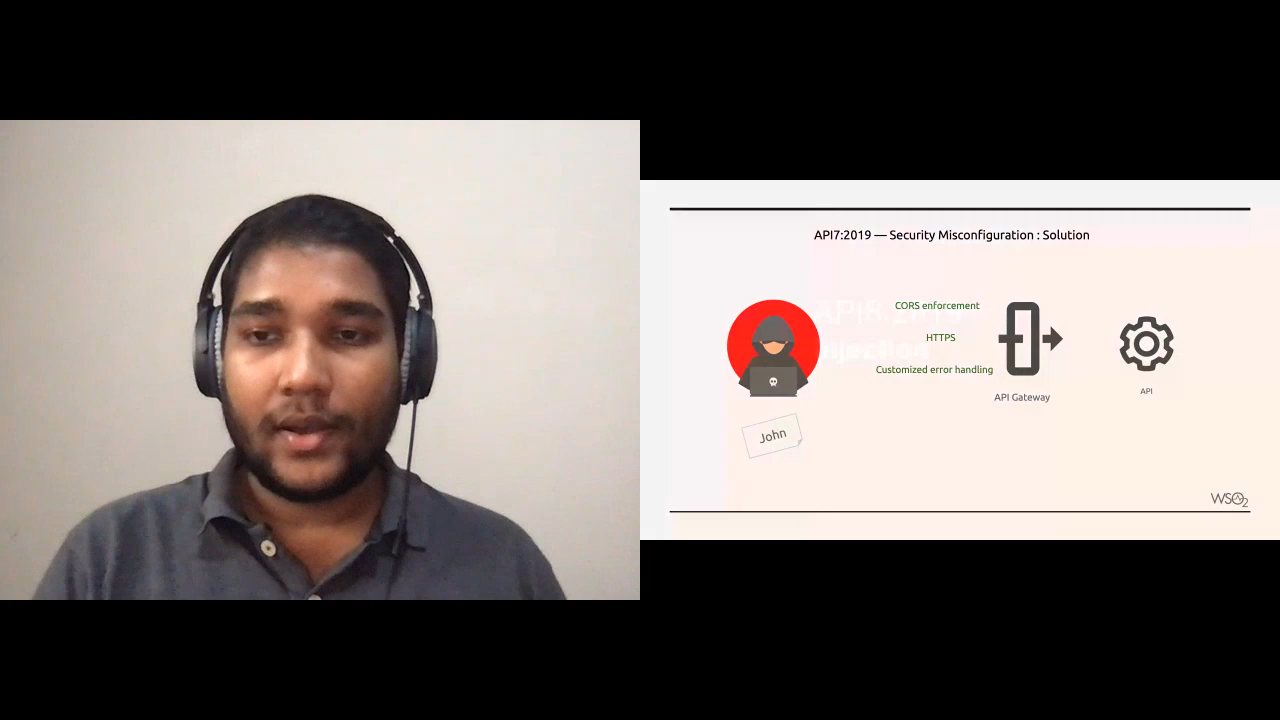 API7:2019 — Security Misconfiguration : Solution
CORS enforcement
HTTPS
Customized error handling
API Gateway
API
John
WSO2